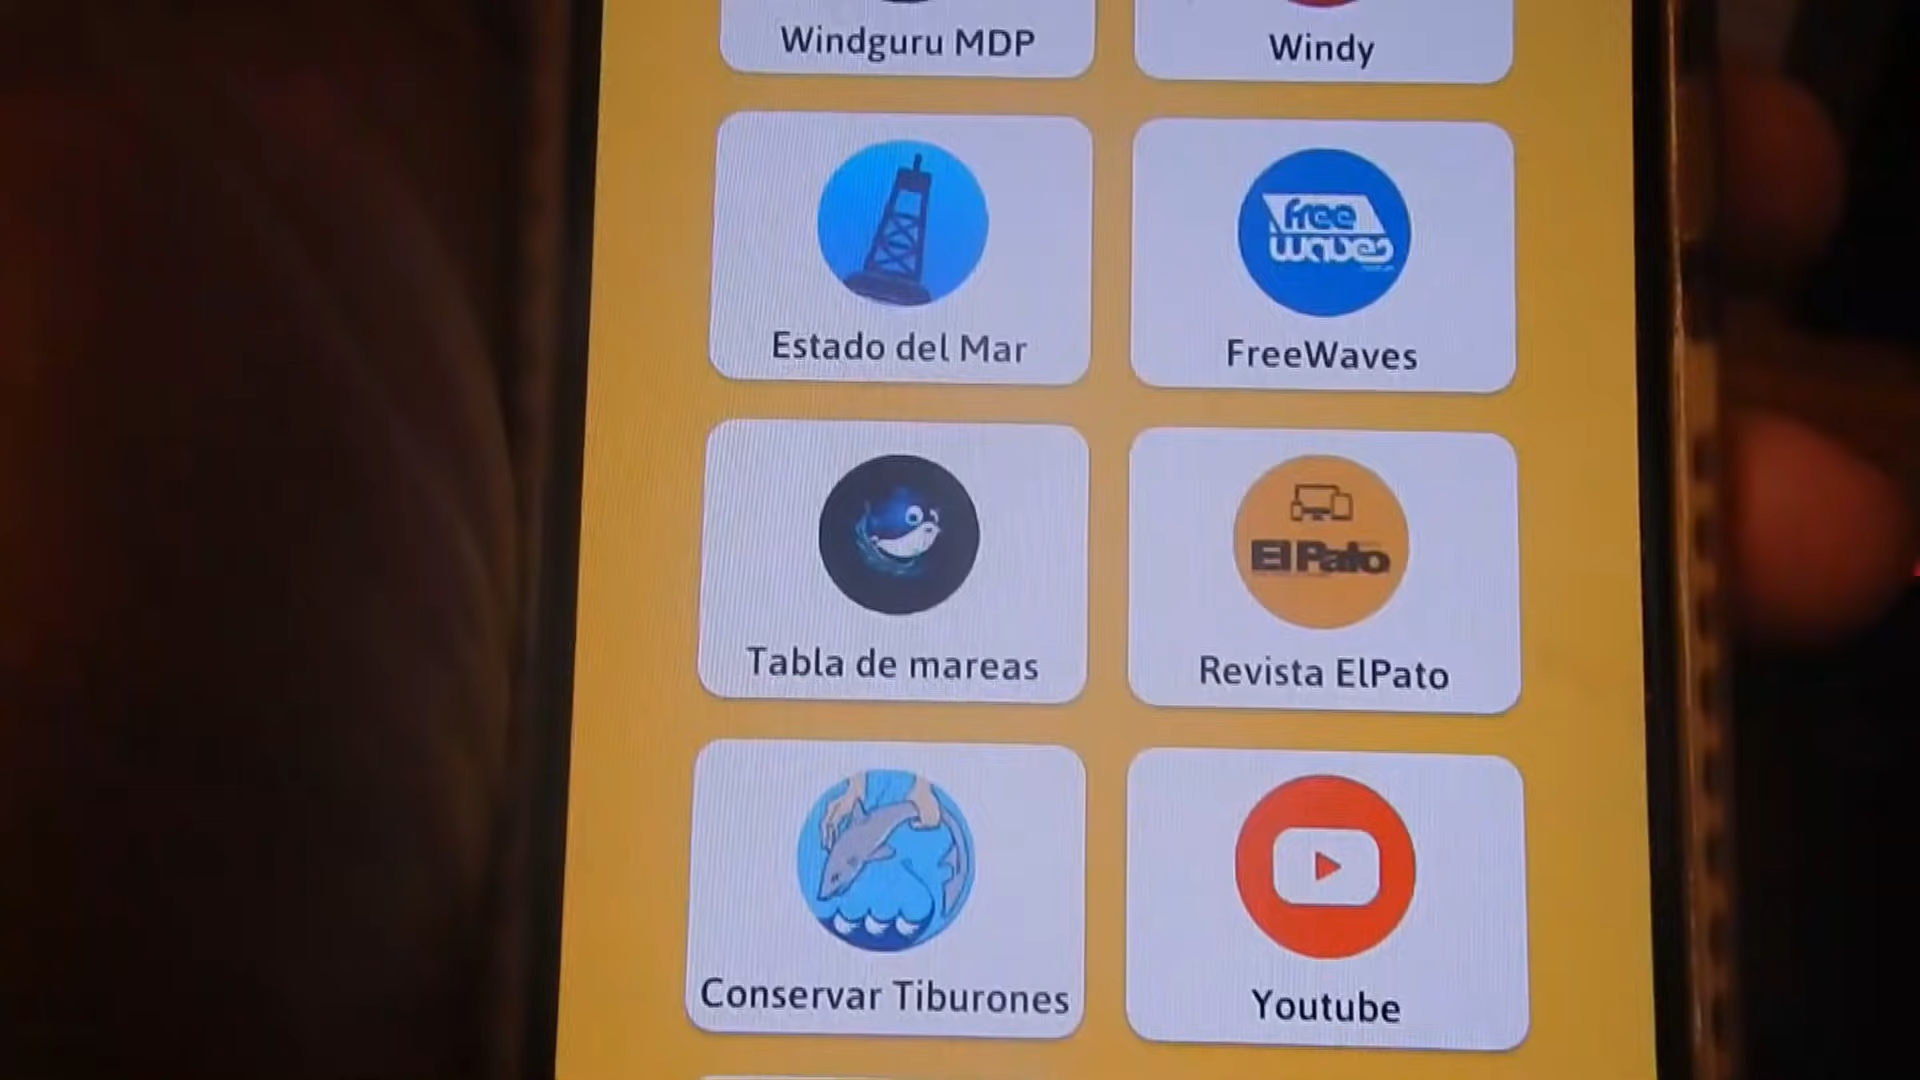 Windguru MDP
Windy
Estado del Mar
free
waves
FreeWaves
Tabla de mareas
El Pato
Revista ElPato
Conservar Tiburones
Youtube